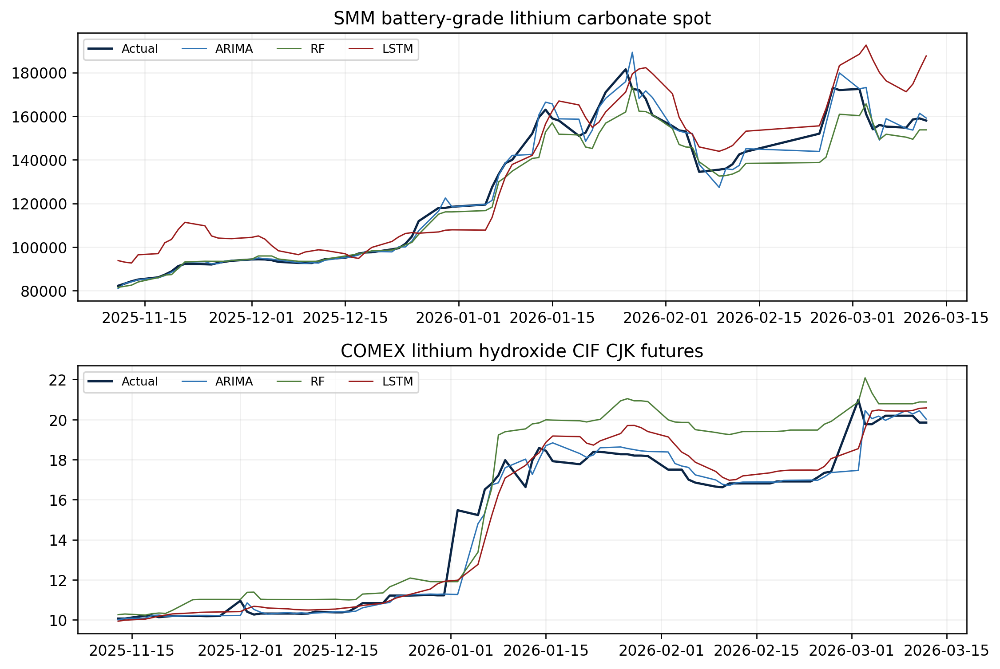 SMM battery-grade lithium carbonate spot
Actual ARIMA RF LSTM
180000
160000
140000
120000
100000
80000
2025-11-15 2025-12-01 2025-12-15 2026-01-01 2026-01-15 2026-02-01 2026-02-15 2026-03-01 2026-03-15
COMEX lithium hydroxide CIF CJK futures
Actual ARIMA RF LSTM
22
20
18
16
14
12
10
2025-11-15 2025-12-01 2025-12-15 2026-01-01 2026-01-15 2026-02-01 2026-02-15 2026-03-01 2026-03-15